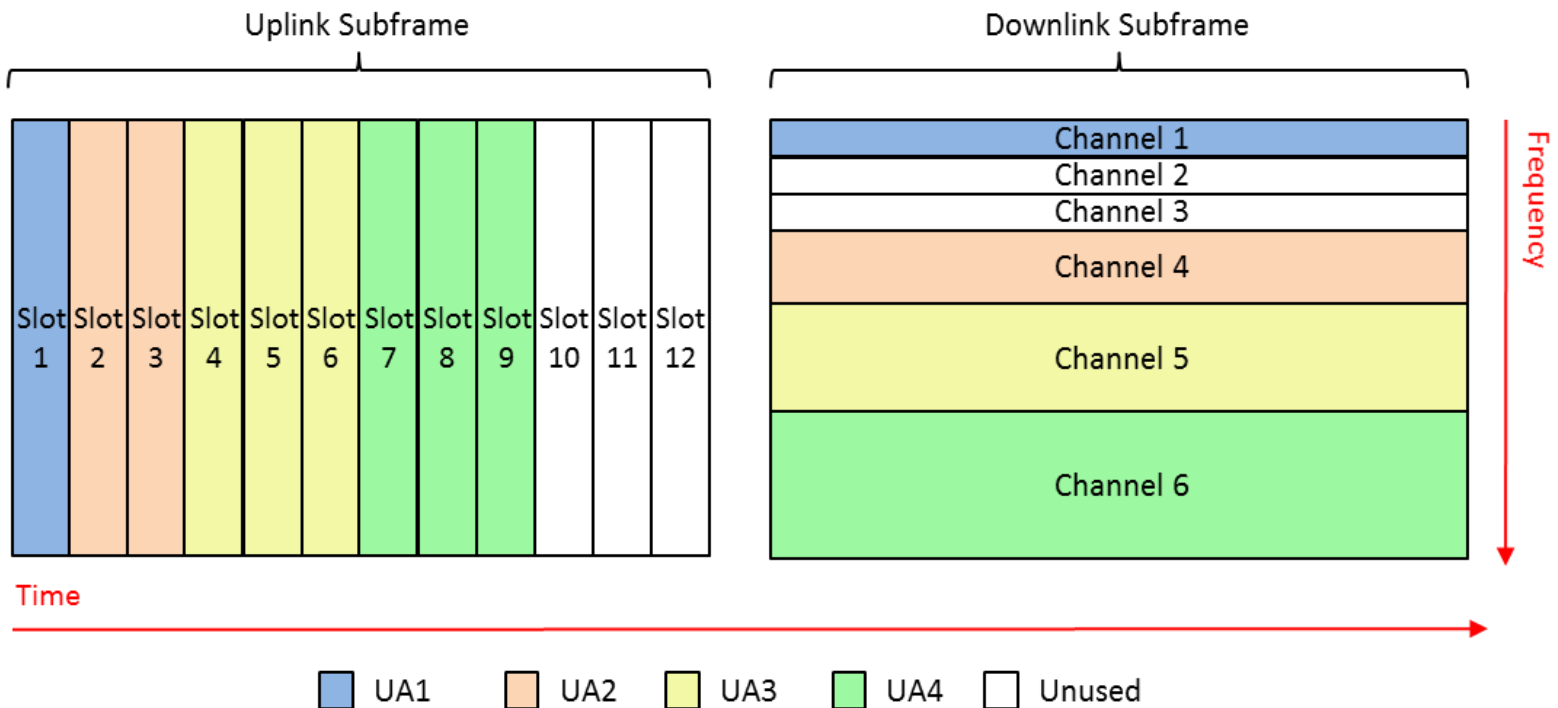 Uplink Subframe
Downlink Subframe
Slot 1
Slot 2
Slot 3
Slot 4
Slot 5
Slot 6
Slot 7
Slot 8
Slot 9
Slot 10
Slot 11
Slot 12
Channel 1
Channel 2
Channel 3
Channel 4
Channel 5
Channel 6
Frequency
Time
UA1
UA2
UA3
UA4
Unused